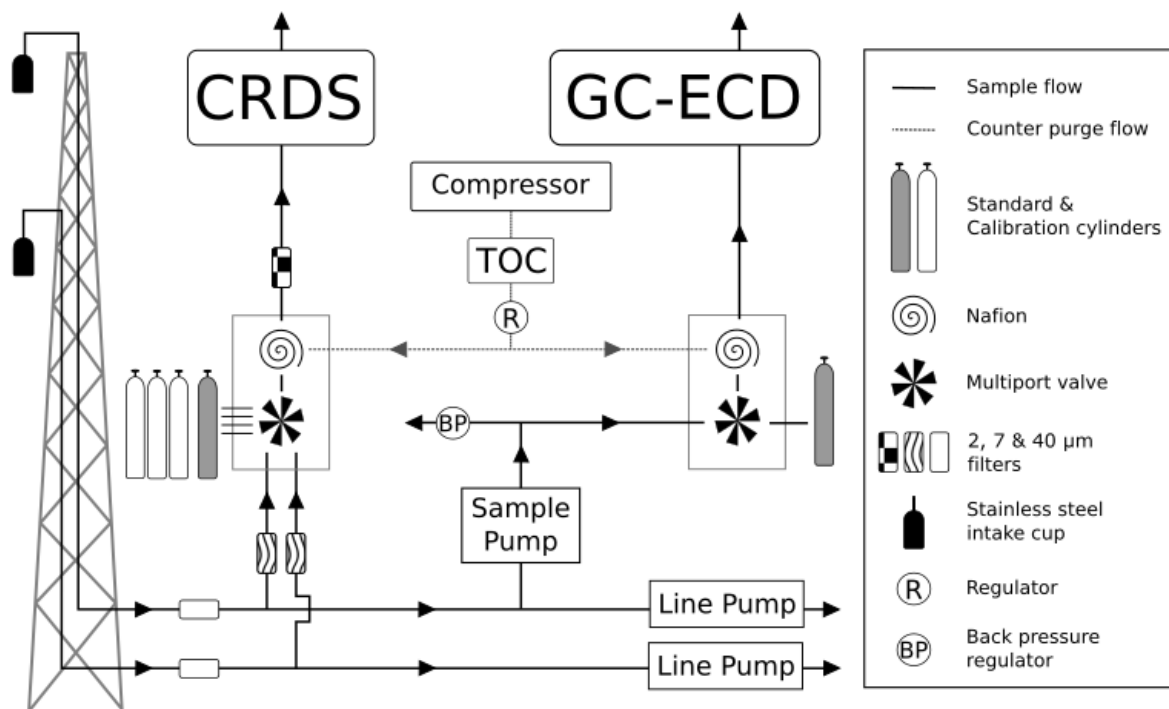 CRDS
GC-ECD
Compressor
TOC
R
BP
Sample
Pump
Line Pump
Line Pump
Sample flow
Counter purge flow
Standard &
Calibration cylinders
Nafion
Multiport valve
2, 7 & 40 µm
filters
Stainless steel
intake cup
R
Regulator
BP
Back pressure
regulator